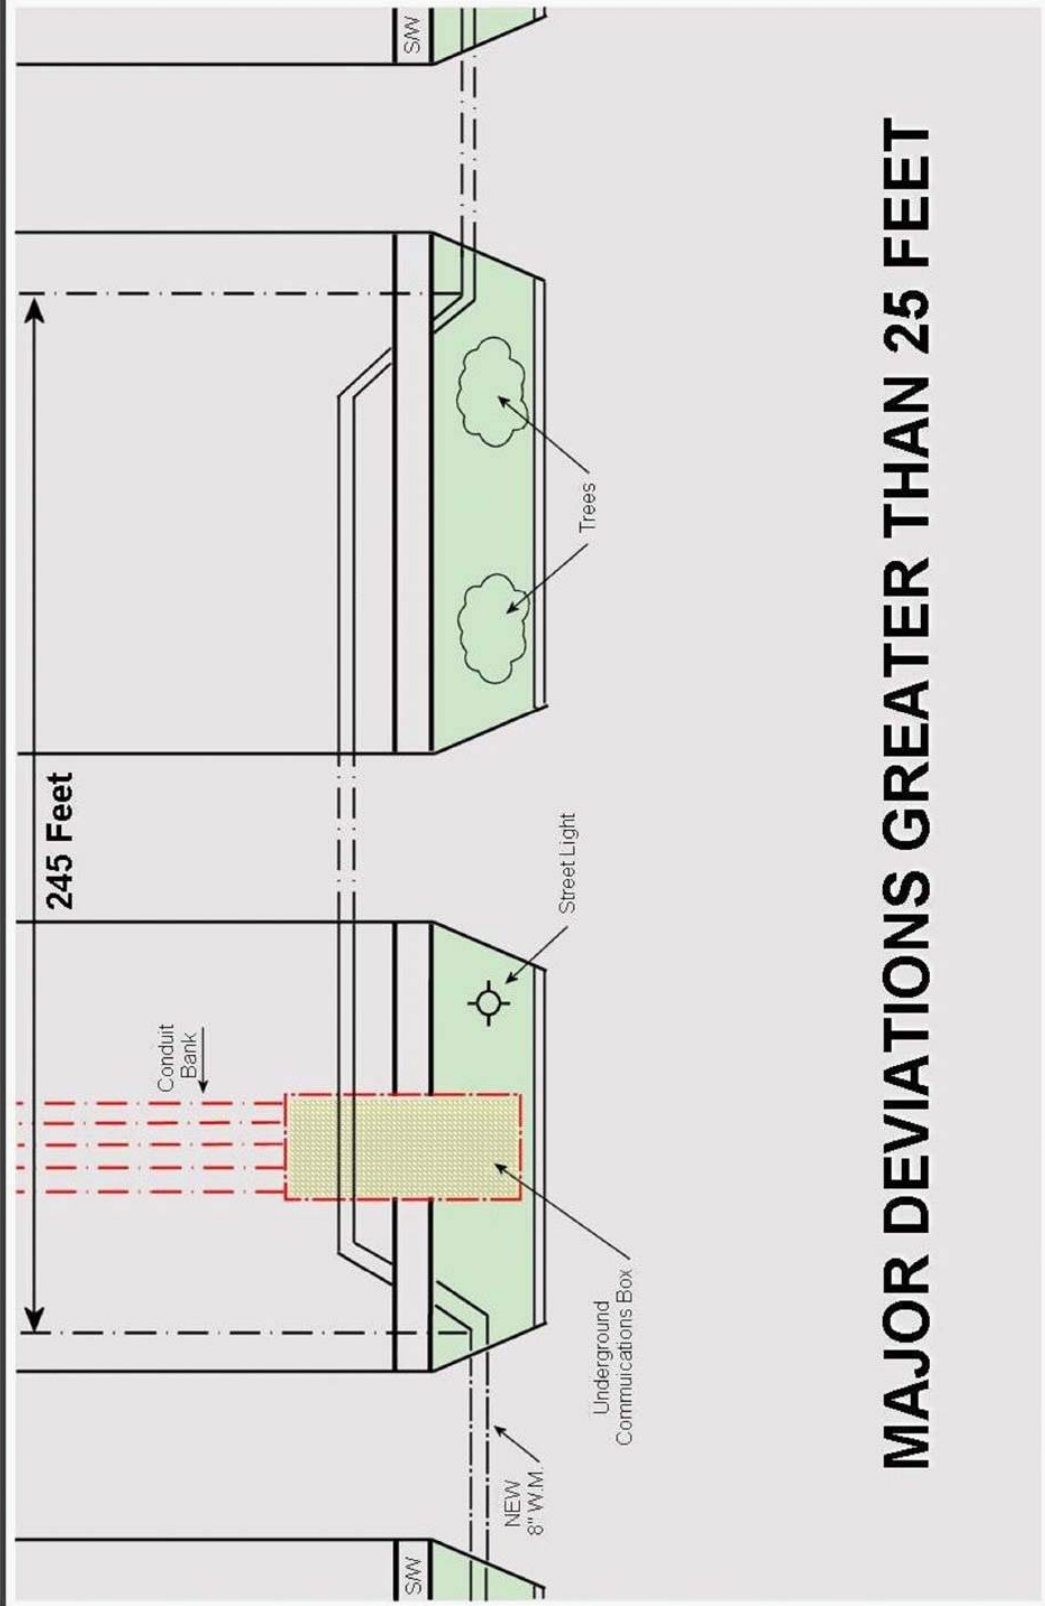 245 Feet
Conduit
Bank
S/W
S/W
NEW
8" W.M.
Underground
Commuications Box
Street Light
Trees
MAJOR DEVIATIONS GREATER THAN 25 FEET